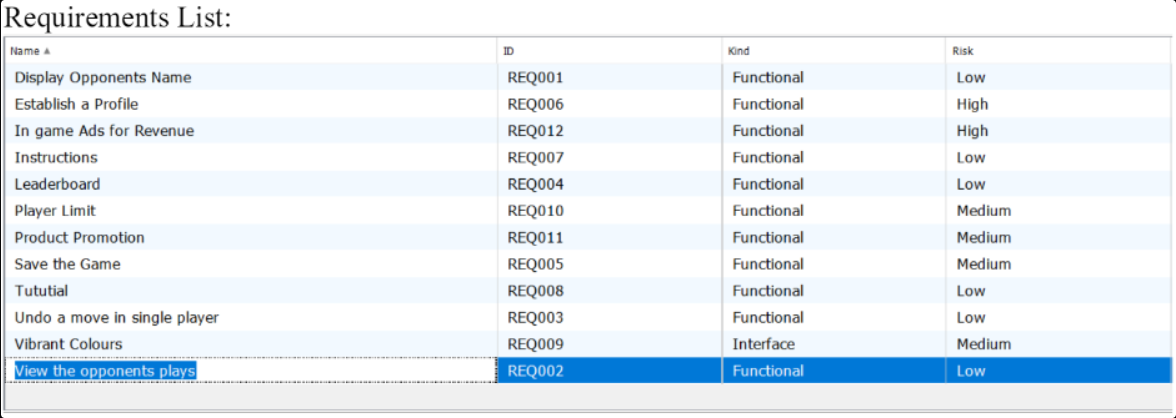 Requirements List:
Name ID Kind Risk
Display Opponents Name REQ001 Functional Low
Establish a Profile REQ006 Functional High
In game Ads for Revenue REQ012 Functional High
Instructions REQ007 Functional Low
Leaderboard REQ004 Functional Low
Player Limit REQ010 Functional Medium
Product Promotion REQ011 Functional Medium
Save the Game REQ005 Functional Medium
Tututial REQ008 Functional Low
Undo a move in single player REQ003 Functional Low
Vibrant Colours REQ009 Interface Medium
View the opponents plays REQ002 Functional Low